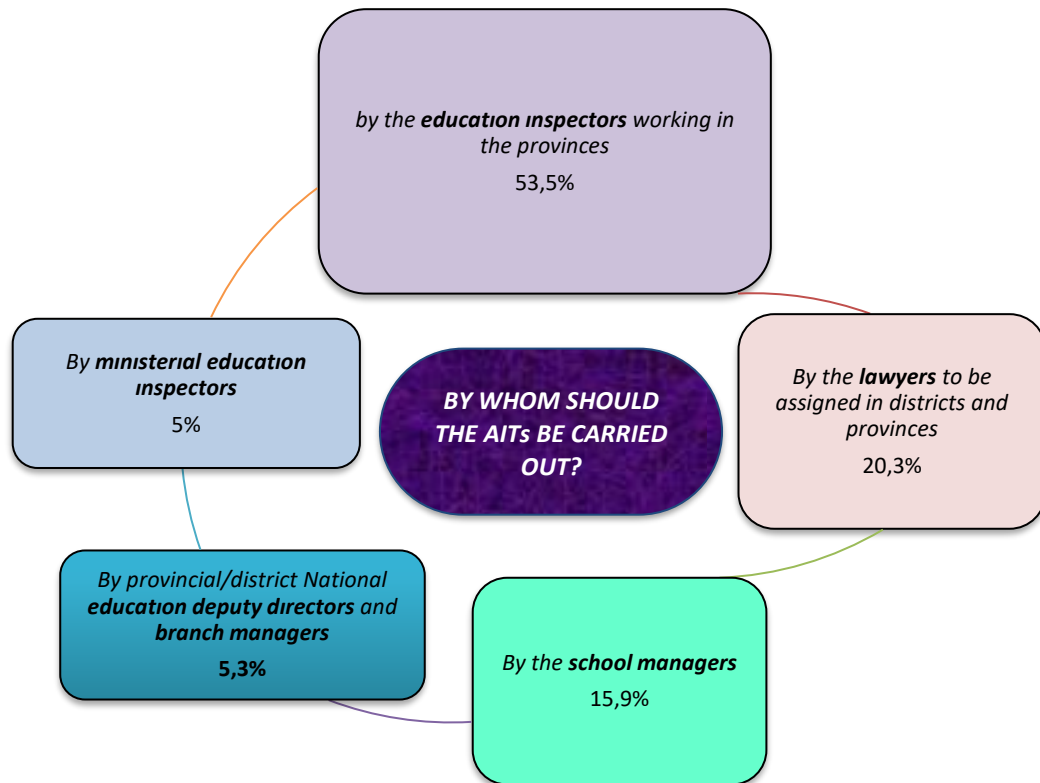 by the education ınspectors working in
the provinces
53,5%
By mınısterıal educatıon
ınspectors
5%
BY WHOM SHOULD
THE AITs BE CARRIED
OUT?
By the lawyers to be
assigned in districts and
provinces
20,3%
By provincial/district National
educatıon deputy dırectors and
branch managers
5,3%
By the school managers
15,9%